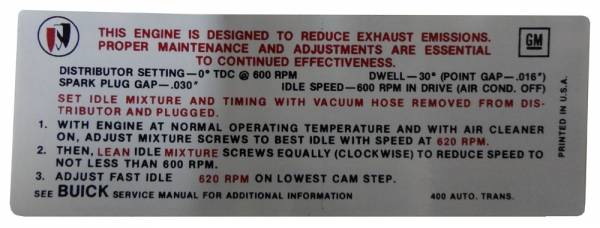 THIS ENGINE IS DESIGNED TO REDUCE EXHAUST EMISSIONS.
PROPER MAINTENANCE AND ADJUSTMENTS ARE ESSENTIAL
TO CONTINUED EFFECTIVENESS.
GM
DISTRIBUTOR SETTING—0° TDC @ 600 RPM DWELL—30° (POINT GAP—.016")
SPARK PLUG GAP—.030" IDLE SPEED—600 RPM IN DRIVE (AIR COND. OFF)
SET IDLE MIXTURE AND TIMING WITH VACUUM HOSE REMOVED FROM DIS-
TRIBUTOR AND PLUGGED.
1. WITH ENGINE AT NORMAL OPERATING TEMPERATURE AND WITH AIR CLEANER
ON, ADJUST MIXTURE SCREWS TO BEST IDLE WITH SPEED AT 620 RPM.
2. THEN, LEAN IDLE MIXTURE SCREWS EQUALLY (CLOCKWISE) TO REDUCE SPEED TO
NOT LESS THAN 600 RPM.
3. ADJUST FAST IDLE 620 RPM ON LOWEST CAM STEP.
SEE BUICK SERVICE MANUAL FOR ADDITIONAL INFORMATION 400 AUTO. TRANS.
PRINTED IN U.S.A.